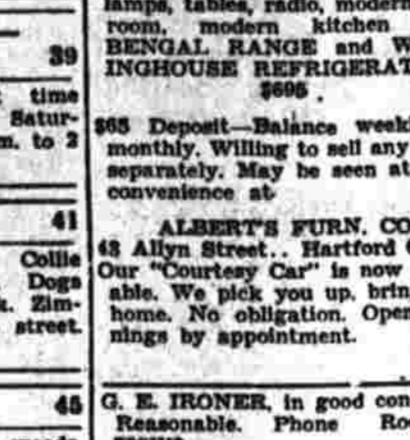 39
time
Satur-
m. to 2
41
Collie
Dogs
k. Zim-
street.
45
lamps, tables, radio, modern
room, modern kitchen
BENGAL RANGE and W
INGHOUSE REFRIGERAT
$695.
$65 Deposit—Balance week
monthly. Willing to sell any
separately. May be seen at
convenience at
ALBERT'S FURN. CO
43 Allyn Street.. Hartford
Our "Courtesy Car" is now
able. We pick you up, brin
home. No obligation. Open
nings by appointment.
G. E. IRONER, in good con
Reasonable. Phone Ro